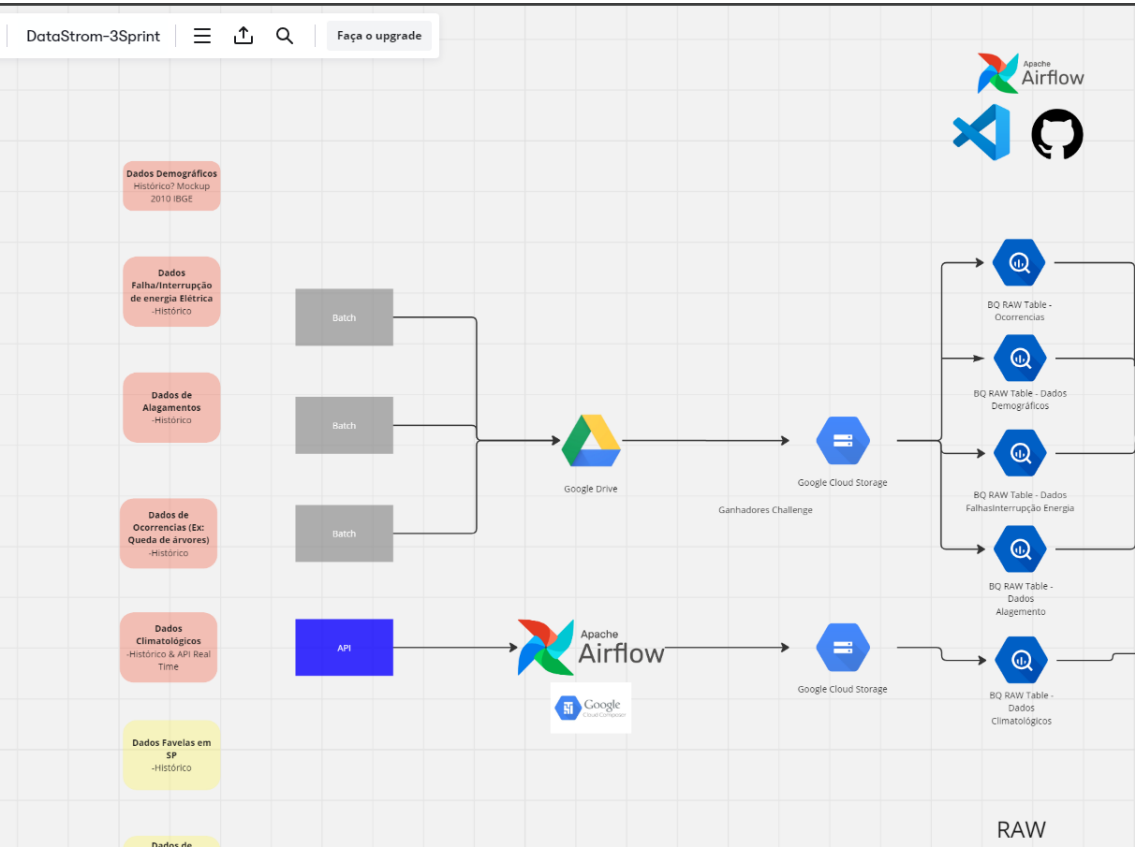 DataStrom-3Sprint
Faça o upgrade
Apache
Airflow
Dados Demográficos
Histórico? Mockup
2010 IBGE
Dados
Falha/Interrupção
de energia Elétrica
-Histórico
Dados de
Alagamentos
-Histórico
Dados de
Ocorrencias (Ex:
Queda de árvores)
-Histórico
Dados
Climatológicos
-Histórico & API Real
Time
Dados Favelas em
SP
-Histórico
Dados de
Batch
Batch
Batch
API
Google Drive
Apache
Airflow
Google
Cloud Composer
Google Cloud Storage
Ganhadores Challenge
Google Cloud Storage
BQ RAW Table -
Ocorrencias
BQ RAW Table - Dados
Demográficos
BQ RAW Table - Dados
FalhasInterrupção Energia
BQ RAW Table -
Dados
Alagemento
BQ RAW Table -
Dados
Climatológicos
RAW